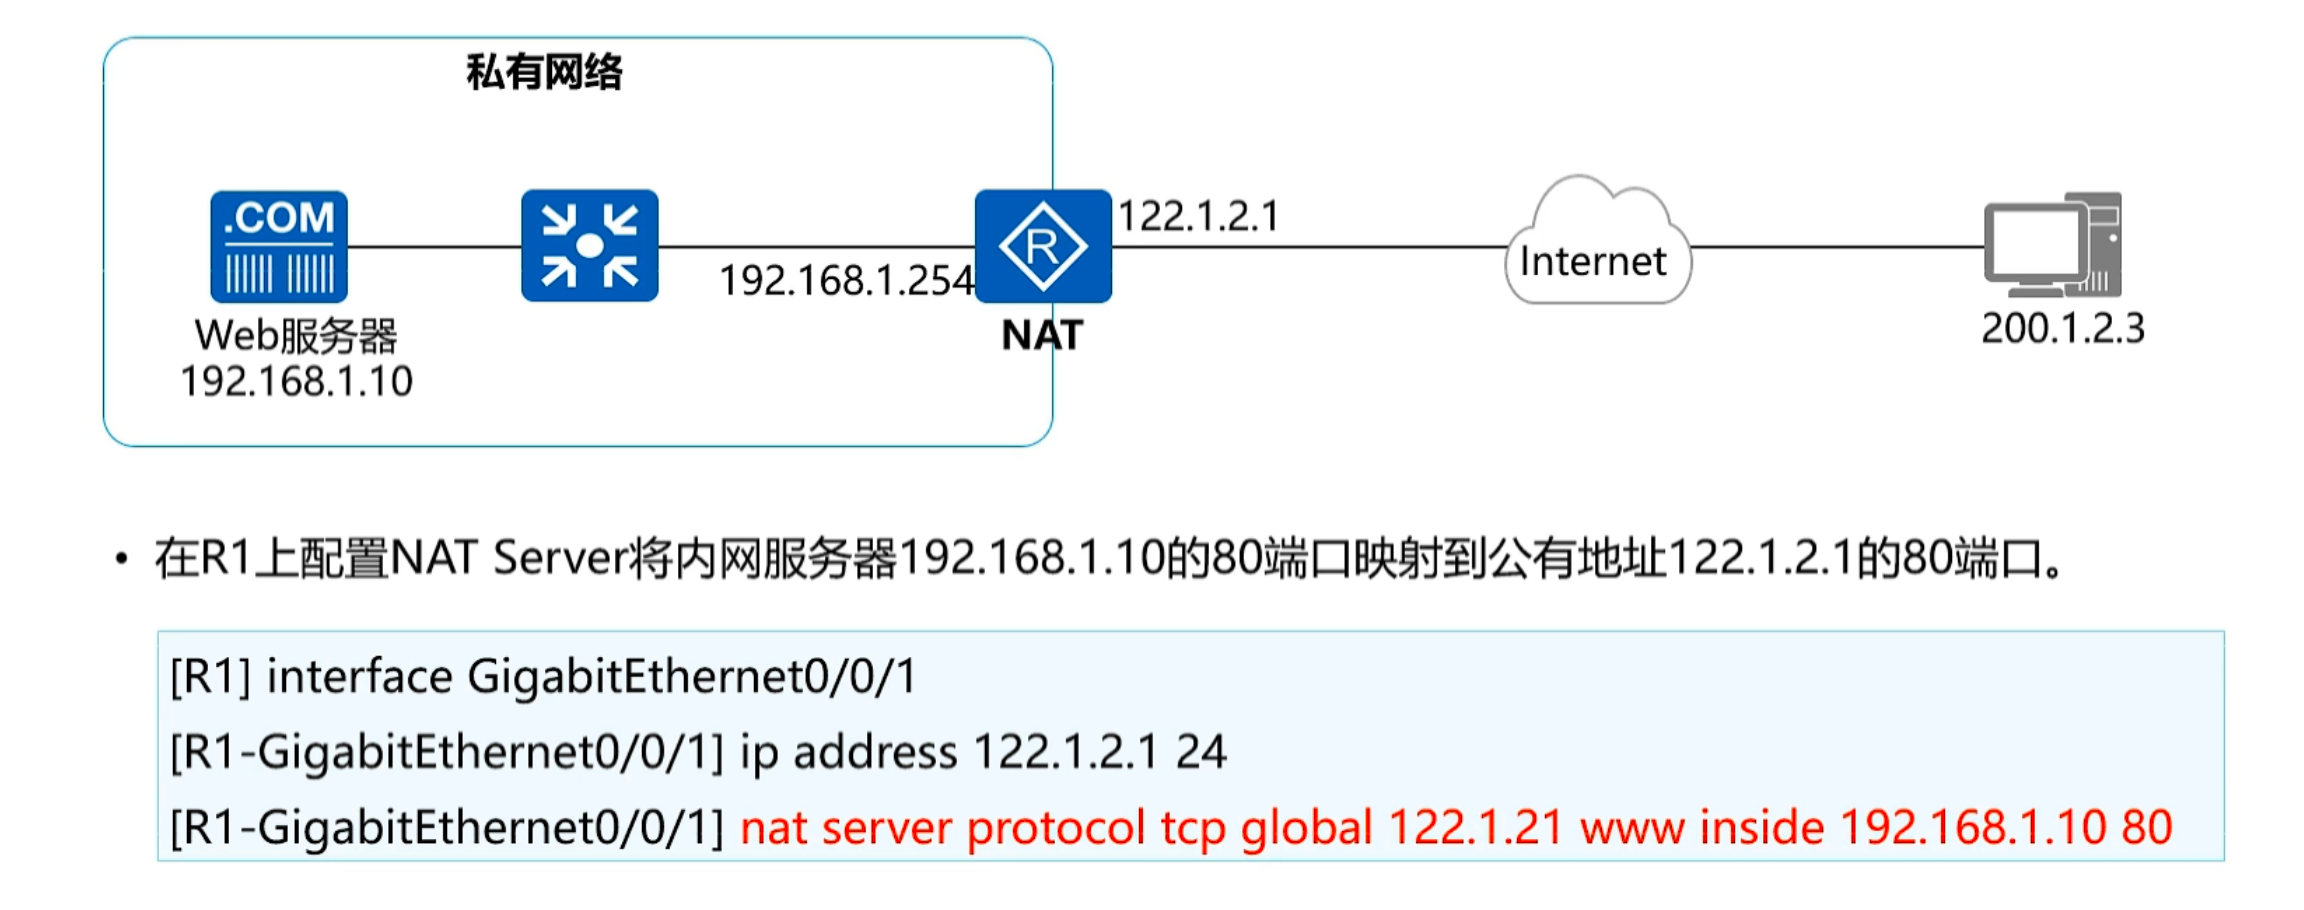 私有网络
.COM
122.1.2.1
R
Internet
192.168.1.254
Web服务器
192.168.1.10
NAT
200.1.2.3
• 在R1上配置NAT Server将内网服务器192.168.1.10的80端口映射到公有地址122.1.2.1的80端口。
[R1] interface GigabitEthernet0/0/1
[R1-GigabitEthernet0/0/1] ip address 122.1.2.1 24
[R1-GigabitEthernet0/0/1] nat server protocol tcp global 122.1.21 www inside 192.168.1.10 80